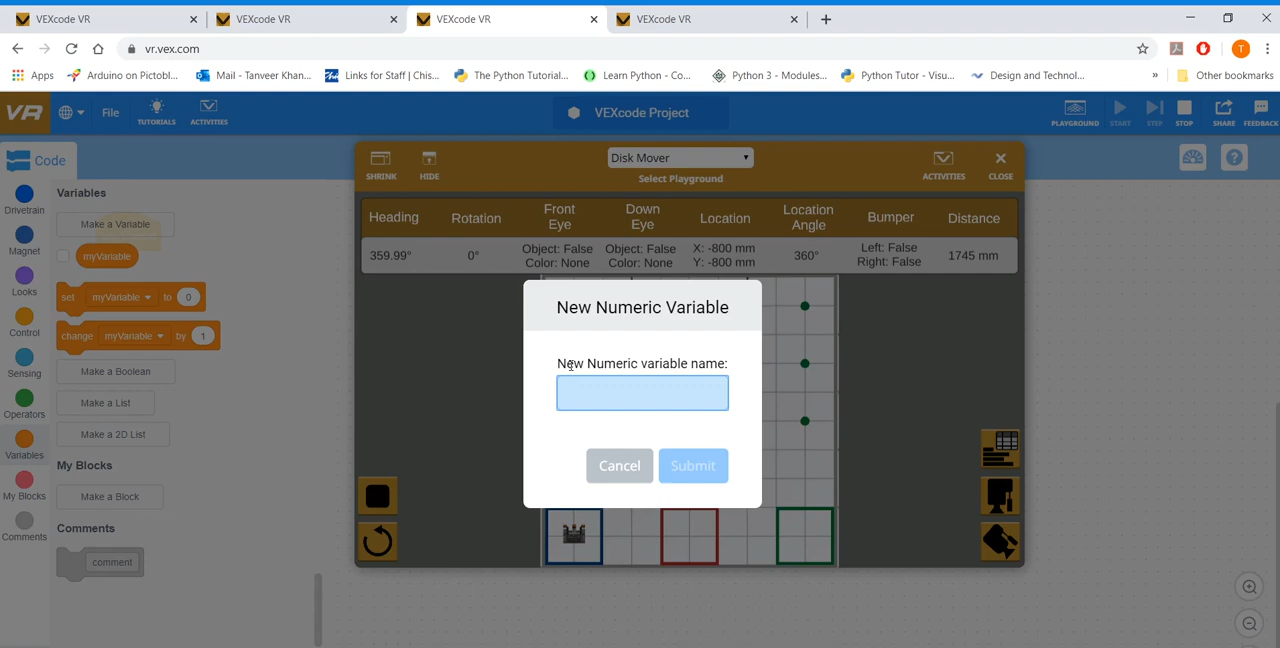 VEXcode VR
VEXcode VR
VEXcode VR
VEXcode VR
vr.vex.com
T
Apps
Arduino on Pictobl...
Mail - Tanveer Khan...
Links for Staff | Chis...
The Python Tutorial...
Learn Python - Co...
Python 3 - Modules...
Python Tutor - Visu...
Design and Technol...
»
Other bookmarks
VR
File
TUTORIALS
ACTIVITIES
VEXcode Project
PLAYGROUND
START
STEP
STOP
SHARE
FEEDBACK
Code
Drivetrain
Magnet
Looks
Control
Sensing
Operators
Variables
My Blocks
Comments
Variables
Make a Variable
myVariable
set myVariable to 0
change myVariable by 1
Make a Boolean
Make a List
Make a 2D List
My Blocks
Make a Block
Comments
comment
SHRINK
HIDE
Disk Mover
Select Playground
ACTIVITIES
CLOSE
Heading
Rotation
Front
Eye
Down
Eye
Location
Location
Angle
Bumper
Distance
359.99°
0°
Object: False
Color: None
Object: False
Color: None
X: -800 mm
Y: -800 mm
360°
Left: False
Right: False
1745 mm
New Numeric Variable
New Numeric variable name:
Cancel
Submit
?